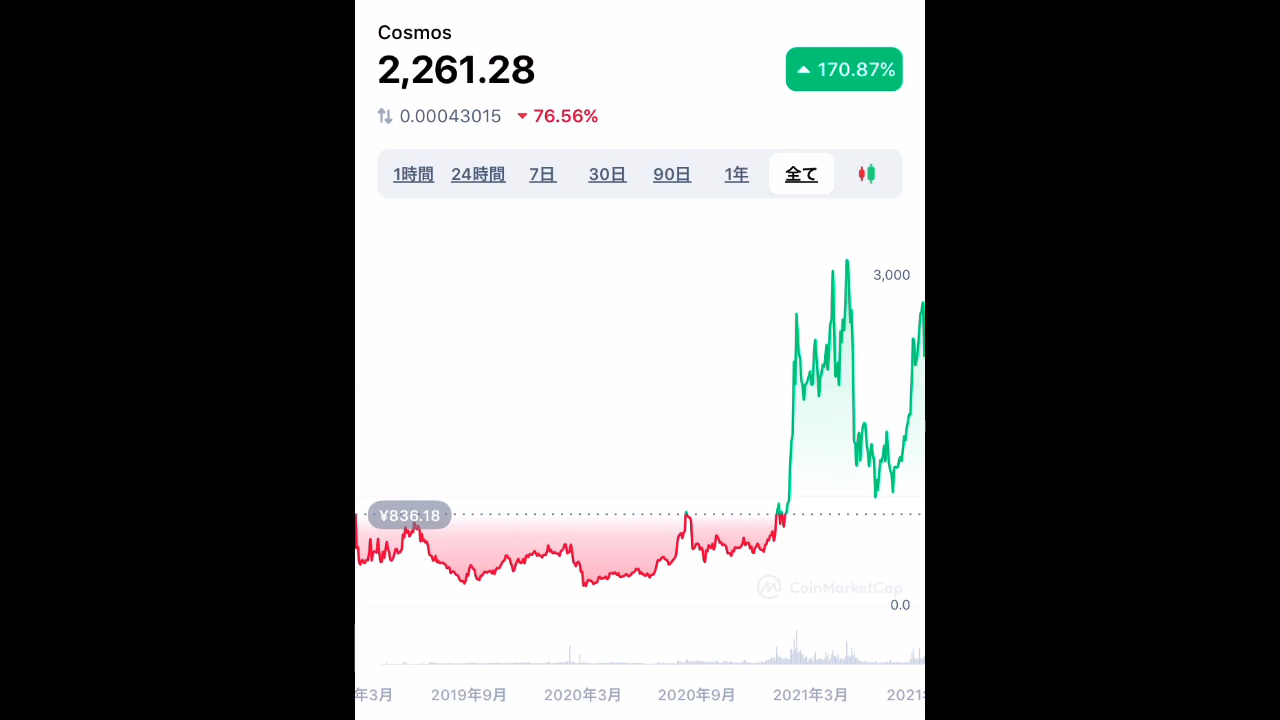 Cosmos
2,261.28
170.87%
0.00043015 76.56%
1時間 24時間 7日 30日 90日 1年 全て
3,000
¥836.18
CoinMarketCap
0.0
年3月 2019年9月 2020年3月 2020年9月 2021年3月 2021